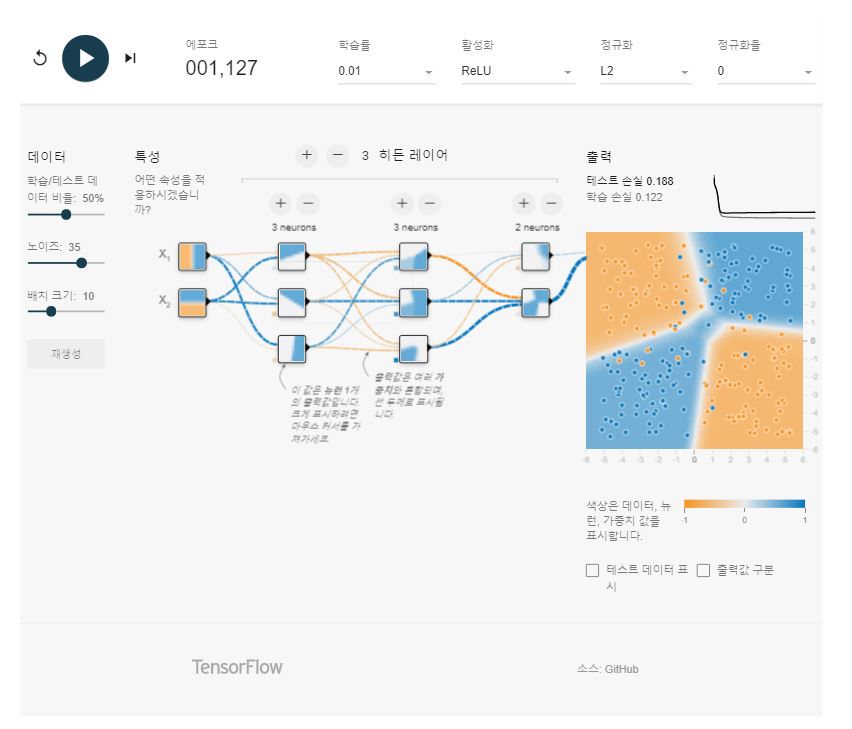 에포크
001,127
학습률
0.01
활성화
ReLU
정규화
L2
정규화율
0
데이터
학습/테스트 데
이터 비율: 50%
노이즈: 35
배치 크기: 10
재생성
특성
어떤 속성을 적
용하시겠습니
까?
X1
X2
+ − 3 히든 레이어
+ −
3 neurons
+ −
3 neurons
+ −
2 neurons
이 값은 뉴런 1개
의 출력값입니다.
크게 표시하려면
마우스 커서를 가
져가세요.
출력값은 여러 가
중치와 혼합되며,
선 두께로 표시됩
니다.
출력
테스트 손실 0.188
학습 손실 0.122
6
5
4
3
2
1
0
-1
-2
-3
-4
-5
-6
-6 -5 -4 -3 -2 -1 0 1 2 3 4 5 6
색상은 데이터, 뉴
런, 가중치 값을
표시합니다.
-1 0 1
테스트 데이터 표
시
출력값 구분
TensorFlow
소스: GitHub